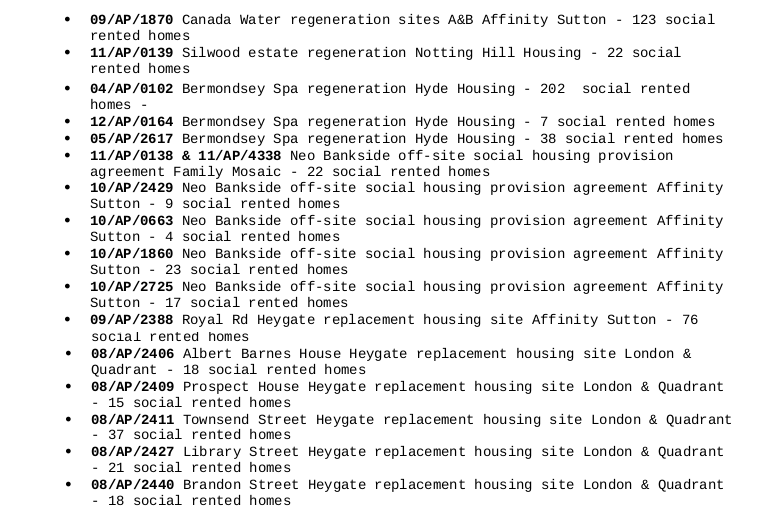 • 09/AP/1870 Canada Water regeneration sites A&B Affinity Sutton - 123 social
rented homes
• 11/AP/0139 Silwood estate regeneration Notting Hill Housing - 22 social
rented homes
• 04/AP/0102 Bermondsey Spa regeneration Hyde Housing - 202  social rented
homes -
• 12/AP/0164 Bermondsey Spa regeneration Hyde Housing - 7 social rented homes
• 05/AP/2617 Bermondsey Spa regeneration Hyde Housing - 38 social rented homes
• 11/AP/0138 & 11/AP/4338 Neo Bankside off-site social housing provision
agreement Family Mosaic - 22 social rented homes
• 10/AP/2429 Neo Bankside off-site social housing provision agreement Affinity
Sutton - 9 social rented homes
• 10/AP/0663 Neo Bankside off-site social housing provision agreement Affinity
Sutton - 4 social rented homes
• 10/AP/1860 Neo Bankside off-site social housing provision agreement Affinity
Sutton - 23 social rented homes
• 10/AP/2725 Neo Bankside off-site social housing provision agreement Affinity
Sutton - 17 social rented homes
• 09/AP/2388 Royal Rd Heygate replacement housing site Affinity Sutton - 76
social rented homes
• 08/AP/2406 Albert Barnes House Heygate replacement housing site London &
Quadrant - 18 social rented homes
• 08/AP/2409 Prospect House Heygate replacement housing site London & Quadrant
- 15 social rented homes
• 08/AP/2411 Townsend Street Heygate replacement housing site London & Quadrant
- 37 social rented homes
• 08/AP/2427 Library Street Heygate replacement housing site London & Quadrant
- 21 social rented homes
• 08/AP/2440 Brandon Street Heygate replacement housing site London & Quadrant
- 18 social rented homes